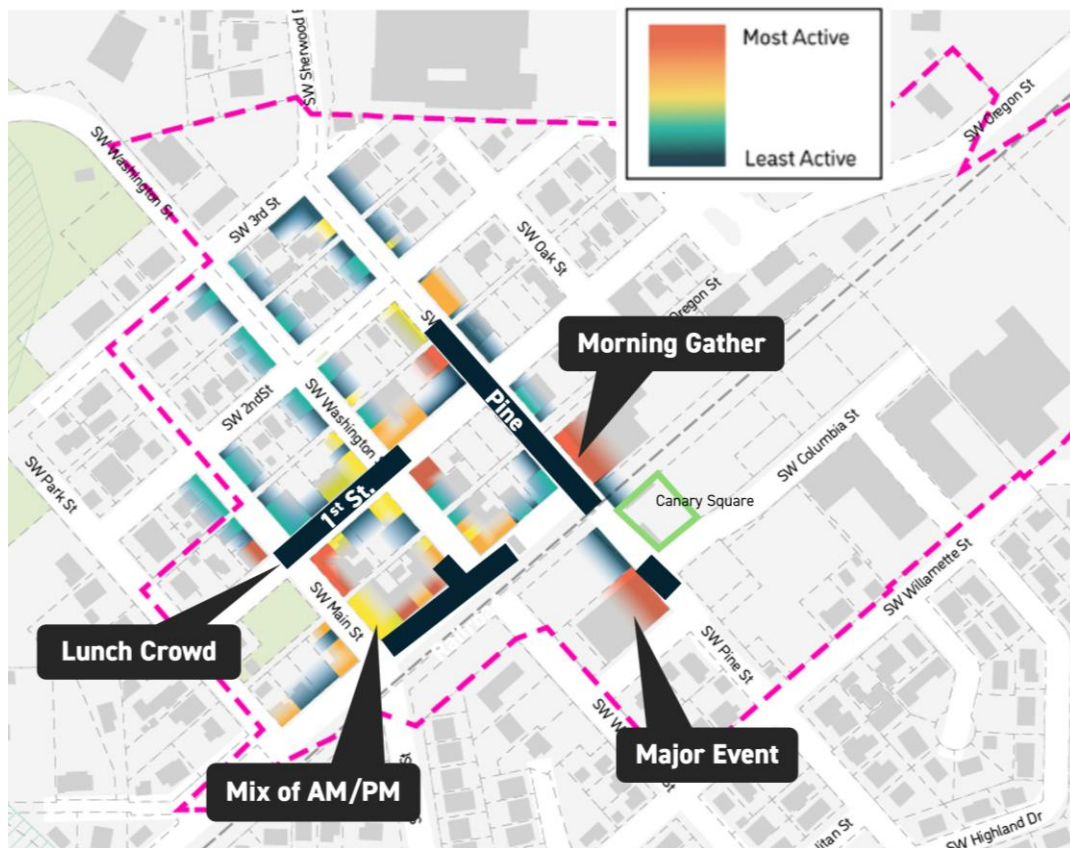 Most Active
Least Active
SW Sherwood
SW Oregon St
SW Washington St
SW 3rd St
SW Oak St
Oregon St
Morning Gather
Pine
SW 2ndSt
SW Washington
SW Columbia St
SW Park St
1st St.
Canary Square
SW Willamette St
SW Main St
Lunch Crowd
SW Pine St
Major Event
Mix of AM/PM
SW Highland Dr